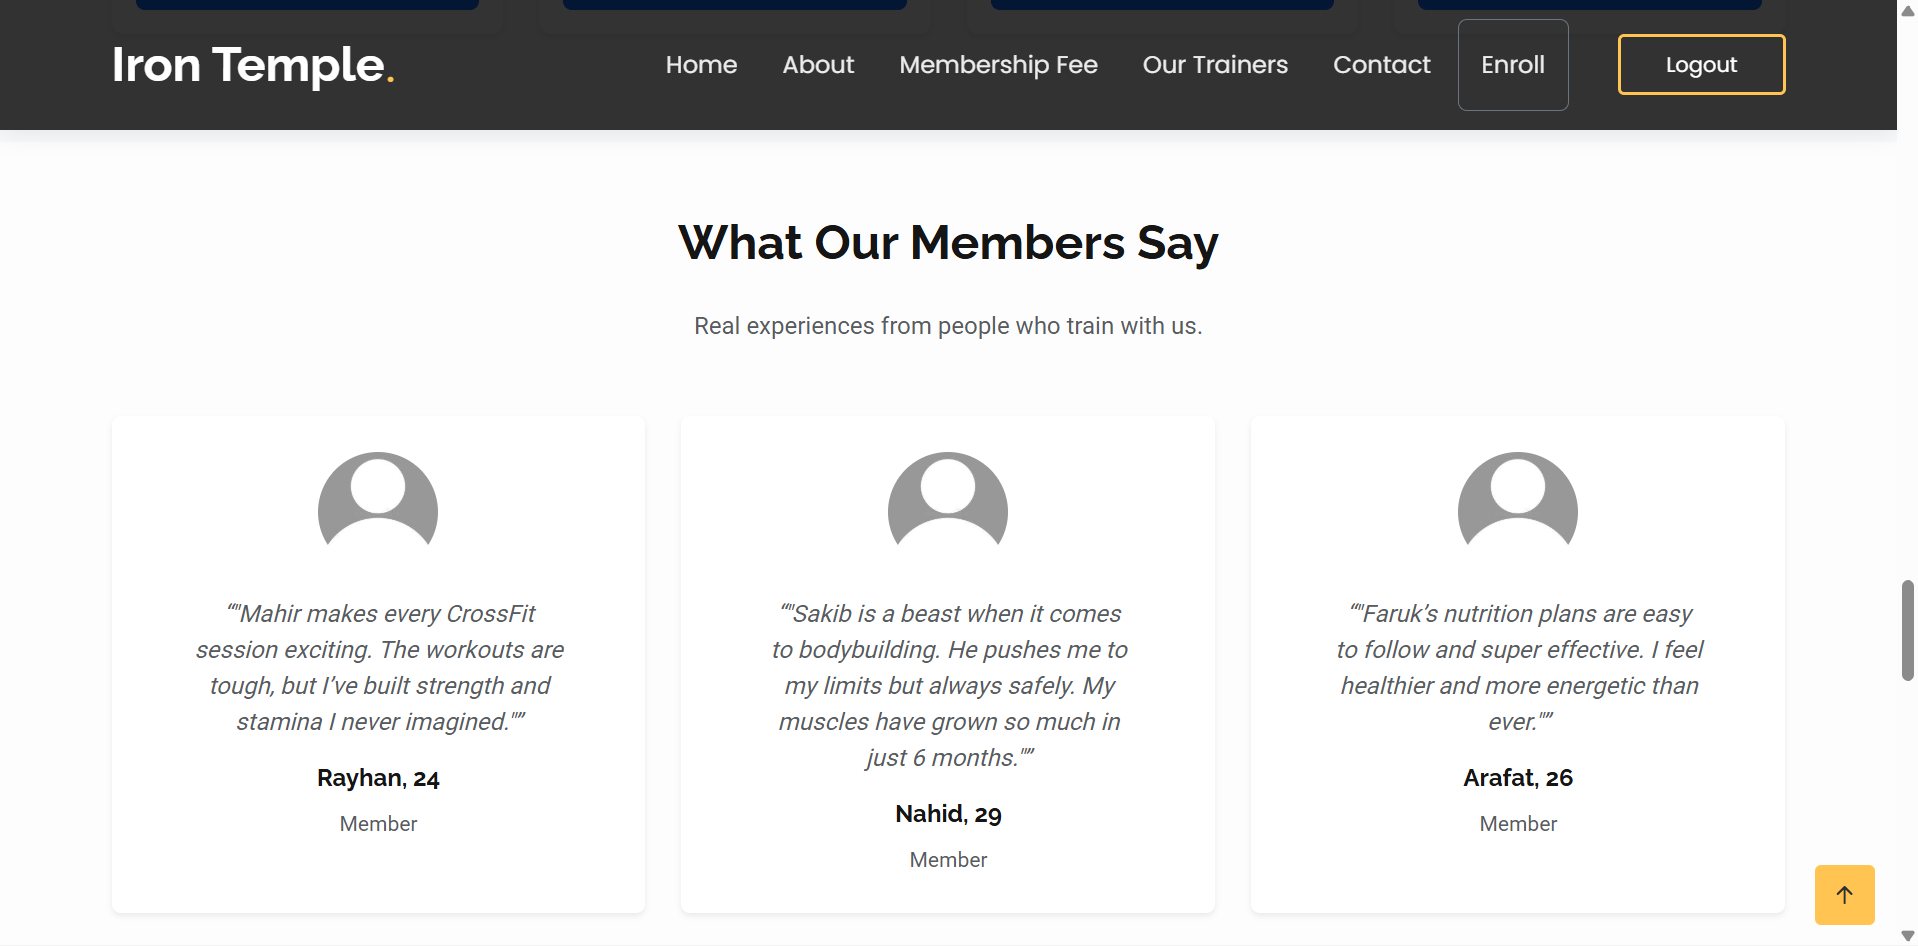 Iron Temple.
Home About Membership Fee Our Trainers Contact Enroll Logout
What Our Members Say
Real experiences from people who train with us.
“"Mahir makes every CrossFit
session exciting. The workouts are
tough, but I’ve built strength and
stamina I never imagined."”
Rayhan, 24
Member
“"Sakib is a beast when it comes
to bodybuilding. He pushes me to
my limits but always safely. My
muscles have grown so much in
just 6 months."”
Nahid, 29
Member
“"Faruk’s nutrition plans are easy
to follow and super effective. I feel
healthier and more energetic than
ever."”
Arafat, 26
Member